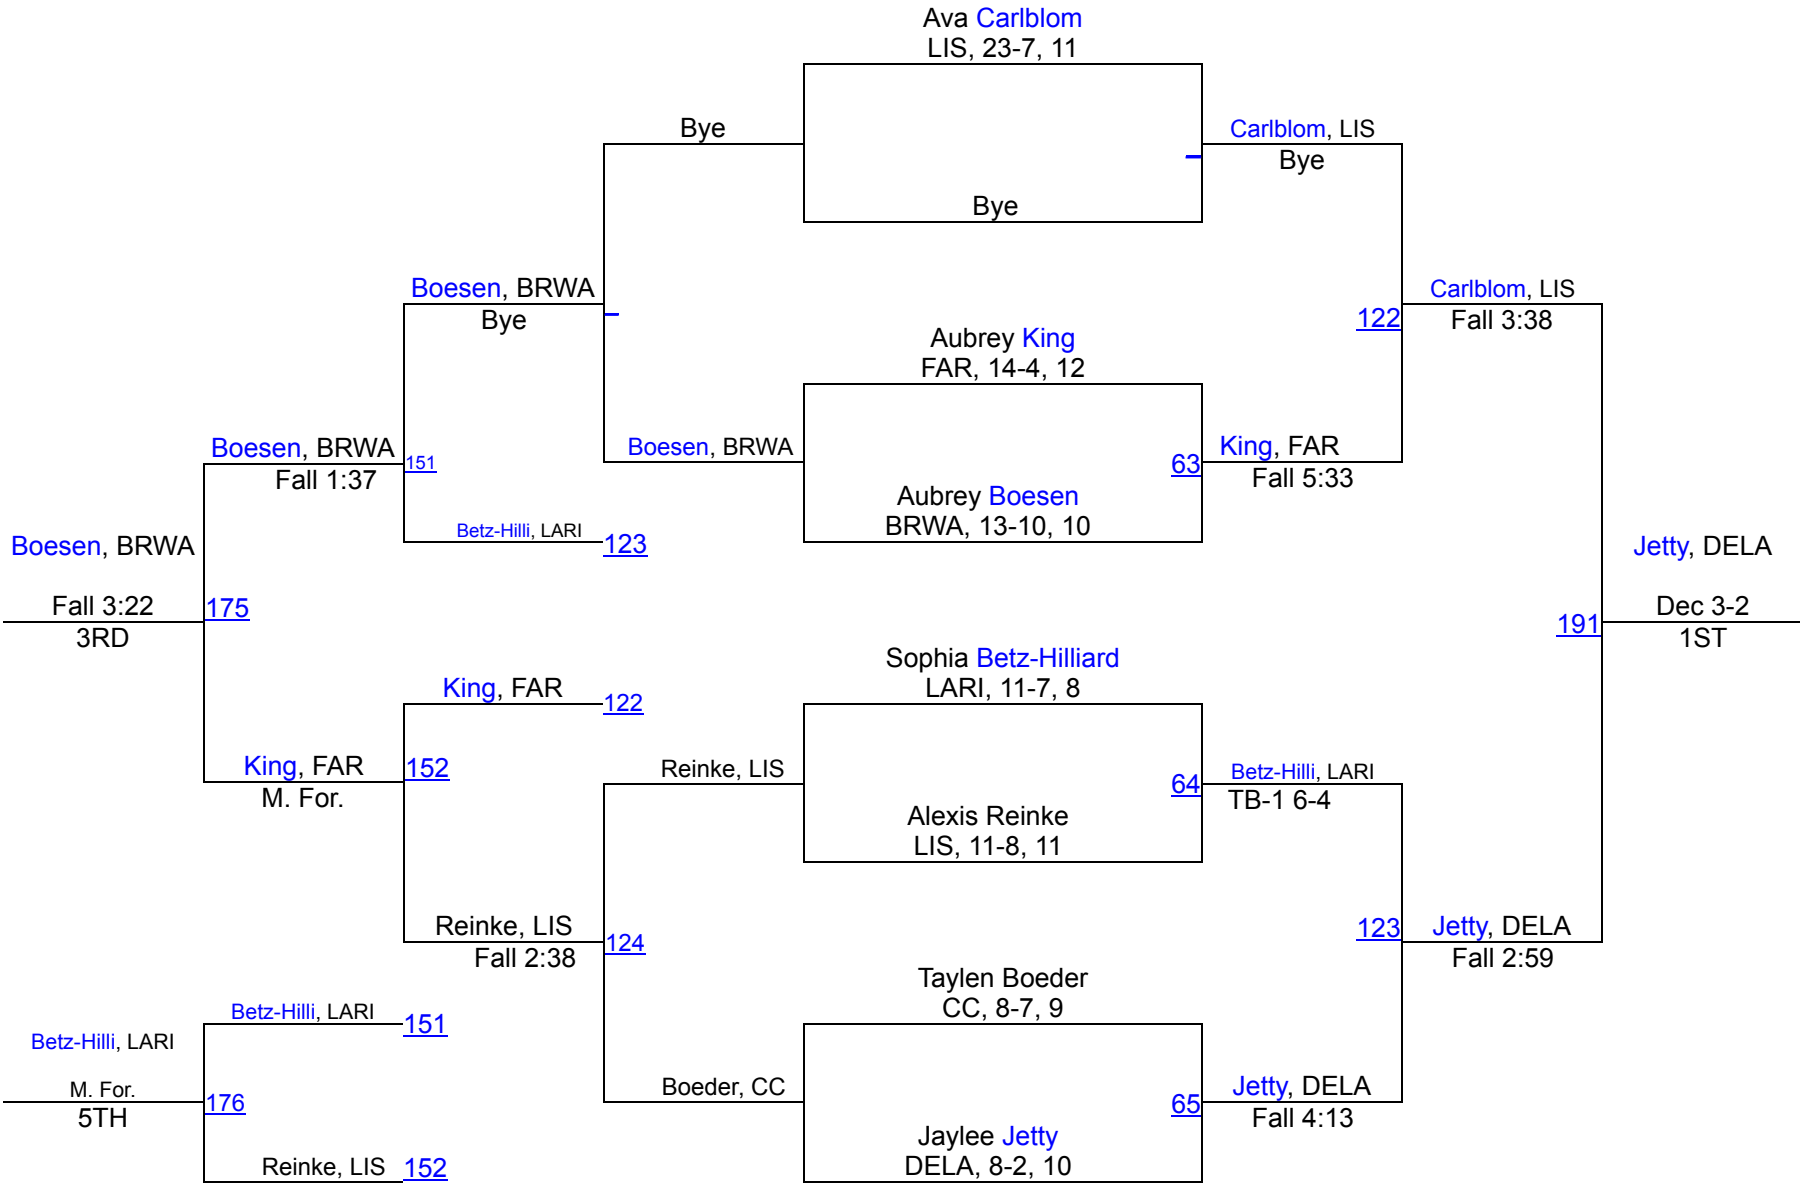 Ava Carlblom
LIS, 23-7, 11
Bye
Carlblom, LIS
Bye
Bye
Boesen, BRWA
Bye
Carlblom, LIS
122
Fall 3:38
Aubrey King
FAR, 14-4, 12
Boesen, BRWA
151
Fall 1:37
Boesen, BRWA
King, FAR
63
Fall 5:33
Aubrey Boesen
BRWA, 13-10, 10
Betz-Hilli, LARI
123
Boesen, BRWA
Fall 3:22
175
3RD
Jetty, DELA
Dec 3-2
191
1ST
Sophia Betz-Hilliard
LARI, 11-7, 8
King, FAR
122
King, FAR
152
M. For.
Reinke, LIS
64
Betz-Hilli, LARI
TB-1 6-4
Alexis Reinke
LIS, 11-8, 11
Reinke, LIS
124
Fall 2:38
123
Jetty, DELA
Fall 2:59
Taylen Boeder
CC, 8-7, 9
Betz-Hilli, LARI
151
Betz-Hilli, LARI
M. For.
176
5TH
Boeder, CC
65
Jetty, DELA
Fall 4:13
Jaylee Jetty
DELA, 8-2, 10
Reinke, LIS
152